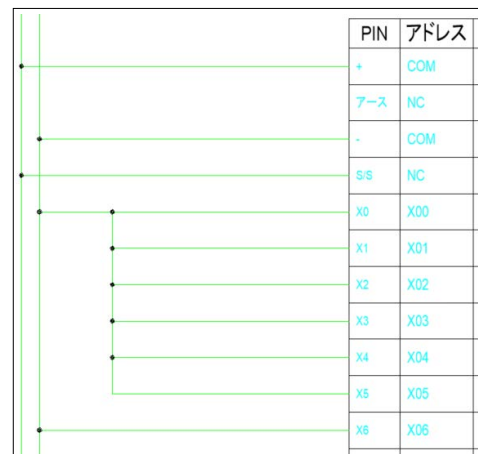 PIN アドレス
+ COM
アース NC
- COM
S/S NC
X0 X00
X1 X01
X2 X02
X3 X03
X4 X04
X5 X05
X6 X06